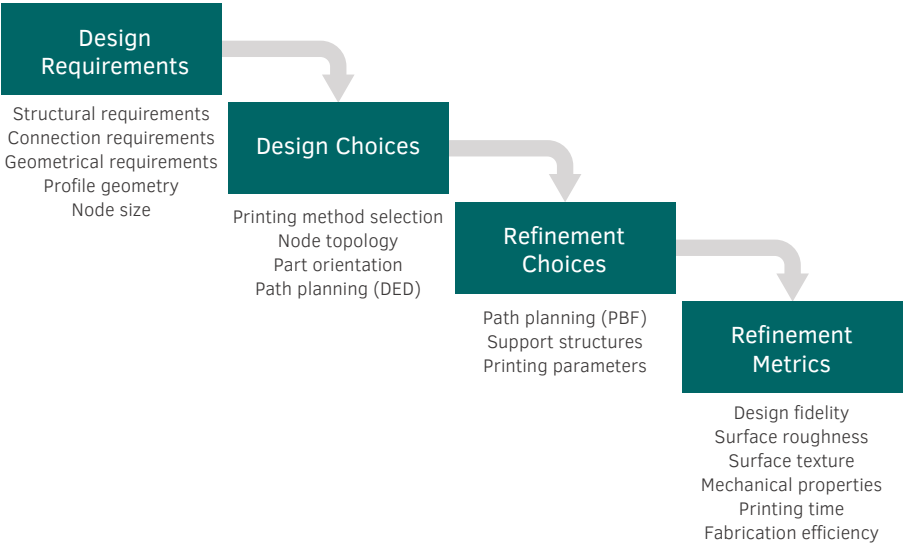 Design
Requirements
Structural requirements
Connection requirements
Geometrical requirements
Profile geometry
Node size
Design Choices
Printing method selection
Node topology
Part orientation
Path planning (DED)
Refinement
Choices
Path planning (PBF)
Support structures
Printing parameters
Refinement
Metrics
Design fidelity
Surface roughness
Surface texture
Mechanical properties
Printing time
Fabrication efficiency